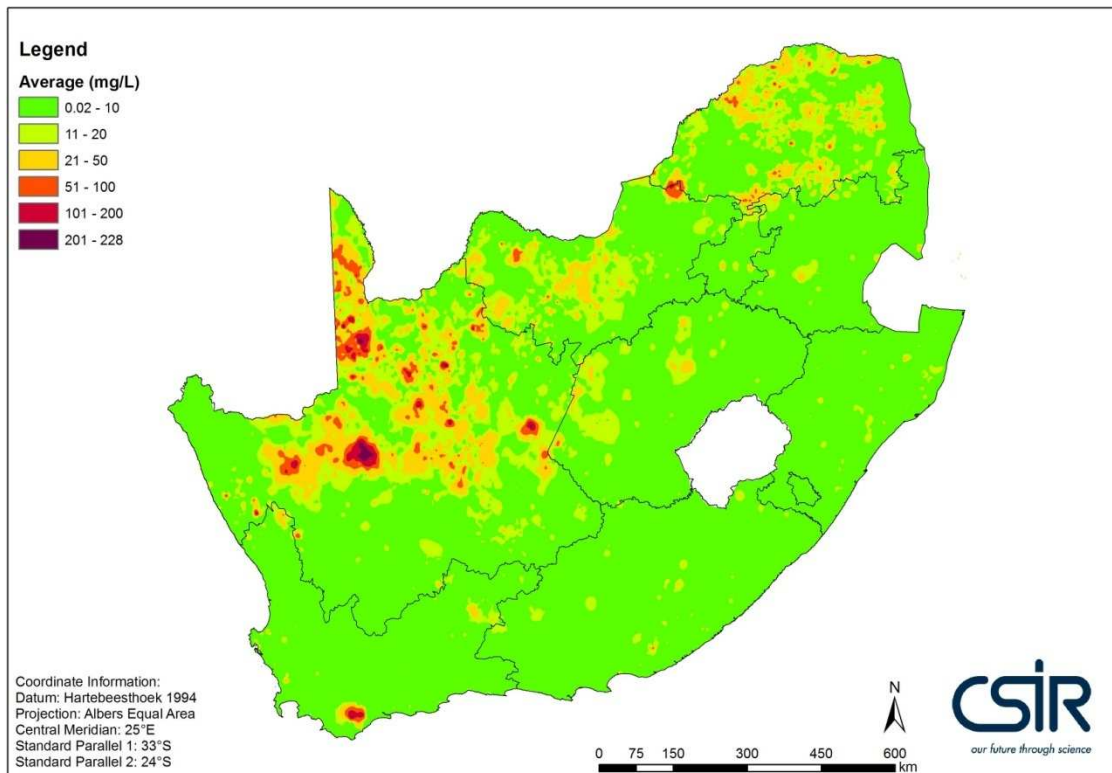 Legend
Average (mg/L)
0.02 - 10
11 - 20
21 - 50
51 - 100
101 - 200
201 - 228
Coordinate Information:
Datum: Hartebeesthoek 1994
Projection: Albers Equal Area
Central Meridian: 25°E
Standard Parallel 1: 33°S
Standard Parallel 2: 24°S
N
0 75 150 300 450 600
km
CSIR
our future through science